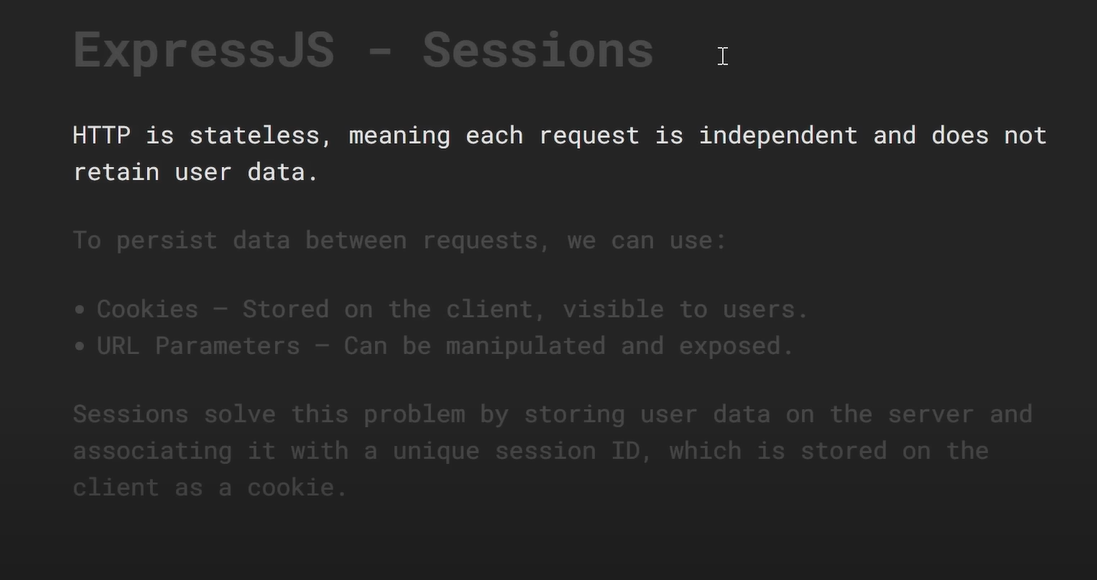 ExpressJS - Sessions
HTTP is stateless, meaning each request is independent and does not
retain user data.
To persist data between requests, we can use:
• Cookies – Stored on the client, visible to users.
• URL Parameters – Can be manipulated and exposed.
Sessions solve this problem by storing user data on the server and
associating it with a unique session ID, which is stored on the
client as a cookie.